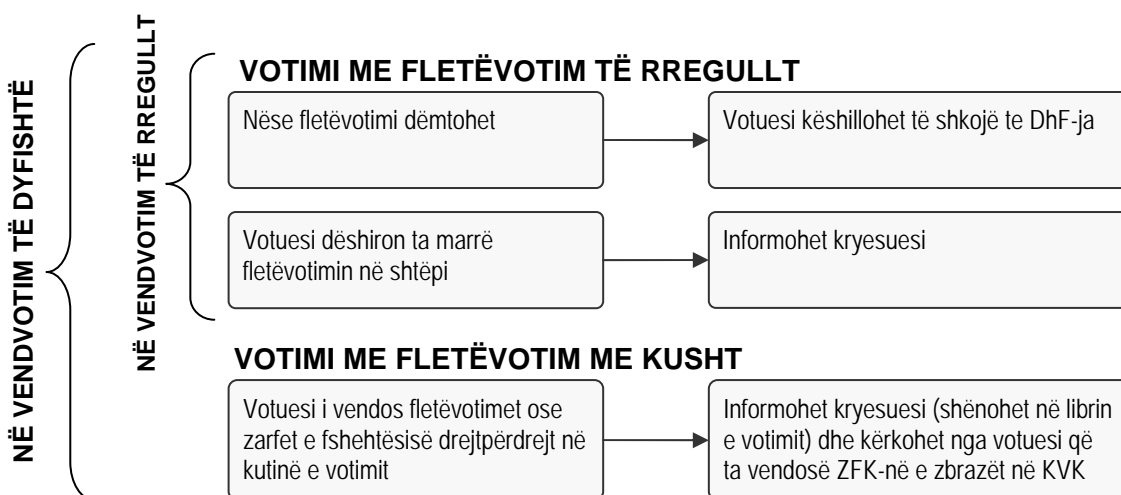 NË VENDVOTIM TË DYFISHTË
NË VENDVOTIM TË RREGULLT
VOTIMI ME FLETËVOTIM TË RREGULLT
Nëse fletëvotimi dëmtohet
Votuesi këshillohet të shkojë te DhF-ja
Votuesi dëshiron ta marrë
fletëvotimin në shtëpi
Informohet kryesuesi
VOTIMI ME FLETËVOTIM ME KUSHT
Votuesi i vendos fletëvotimet ose
zarfet e fshehtësisë drejtpërdrejt në
kutinë e votimit
Informohet kryesuesi (shënohet në librin
e votimit) dhe kërkohet nga votuesi që
ta vendosë ZFK-në e zbrazët në KVK